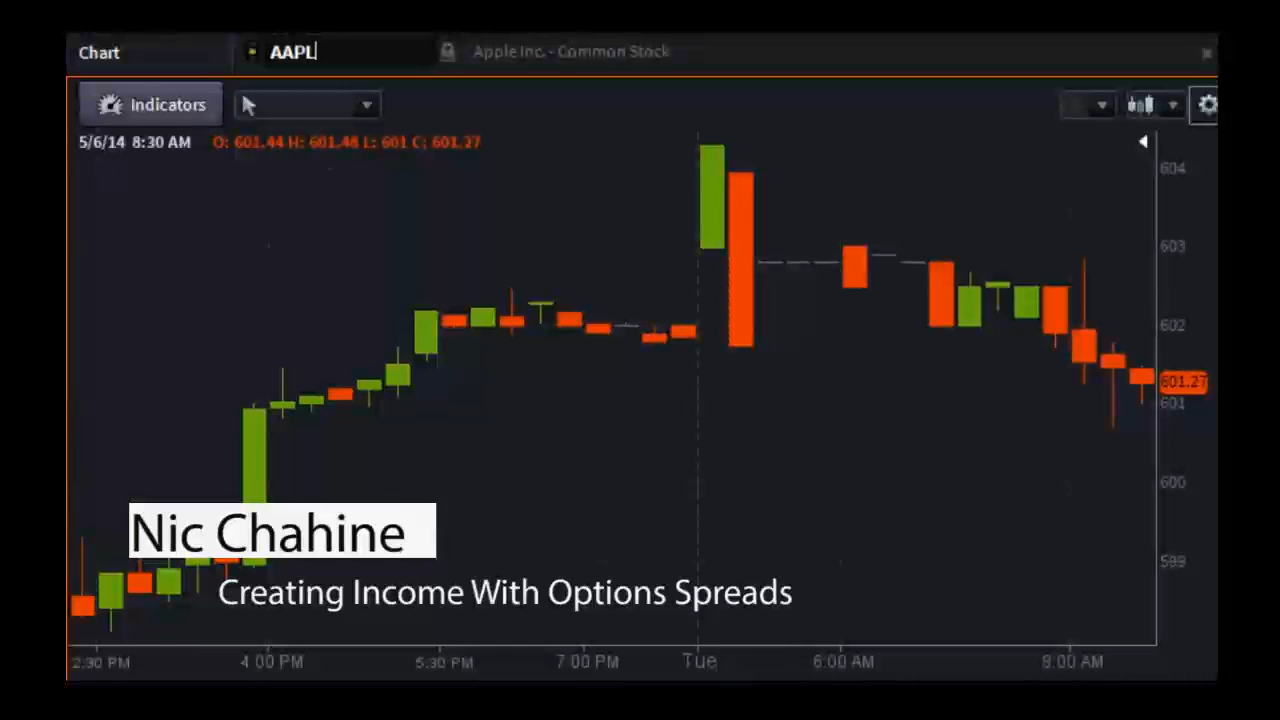 Chart AAPL Apple Inc. - Common Stock
Indicators
5/6/14 8:30 AM O: 601.44 H: 601.48 L: 601 C: 601.27
604
603
602
601.27
601
600
599
Nic Chahine
Creating Income With Options Spreads
2:30 PM 4:00 PM 5:30 PM 7:00 PM Tue 6:00 AM 8:00 AM